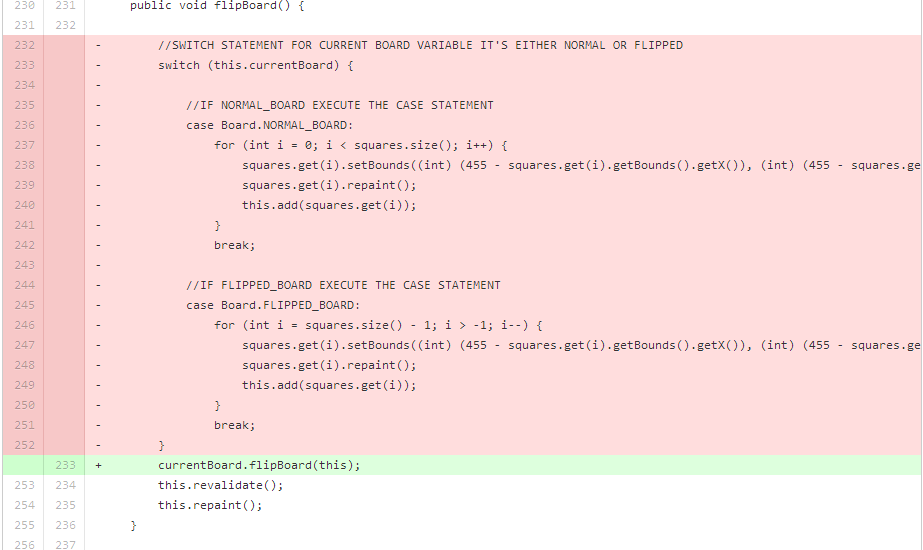 230 231 public void flipBoard() {
231 232
232 - //SWITCH STATEMENT FOR CURRENT BOARD VARIABLE IT'S EITHER NORMAL OR FLIPPED
233 - switch (this.currentBoard) {
234 -
235 - //IF NORMAL_BOARD EXECUTE THE CASE STATEMENT
236 - case Board.NORMAL_BOARD:
237 - for (int i = 0; i < squares.size(); i++) {
238 - squares.get(i).setBounds((int) (455 - squares.get(i).getBounds().getX()), (int) (455 - squares.ge
239 - squares.get(i).repaint();
240 - this.add(squares.get(i));
241 - }
242 - break;
243 -
244 - //IF FLIPPED_BOARD EXECUTE THE CASE STATEMENT
245 - case Board.FLIPPED_BOARD:
246 - for (int i = squares.size() - 1; i > -1; i--) {
247 - squares.get(i).setBounds((int) (455 - squares.get(i).getBounds().getX()), (int) (455 - squares.ge
248 - squares.get(i).repaint();
249 - this.add(squares.get(i));
250 - }
251 - break;
252 - }
233 + currentBoard.flipBoard(this);
253 234 this.revalidate();
254 235 this.repaint();
255 236 }
256 237